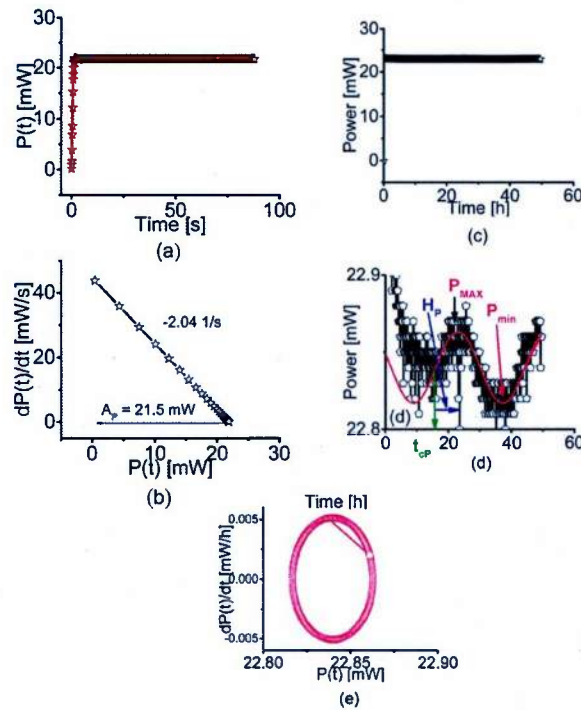 P(t) [mW]
20
10
0
0
50
100
Time [s]
(a)
Power [mW]
30
20
10
0
0
20
40
60
Time [h]
(c)
dP(t)/dt [mW/s]
40
20
0
-2.04 1/s
A_P = 21.5 mW
0
10
20
30
P(t) [mW]
(b)
Power [mW]
22.9
22.8
H_P
P_MAX
P_min
(d)
0
20
40
60
t_cP
(d)
Time [h]
dP(t)/dt [mW/h]
0.005
0.000
-0.005
22.80
22.85
22.90
P(t) [mW]
(e)